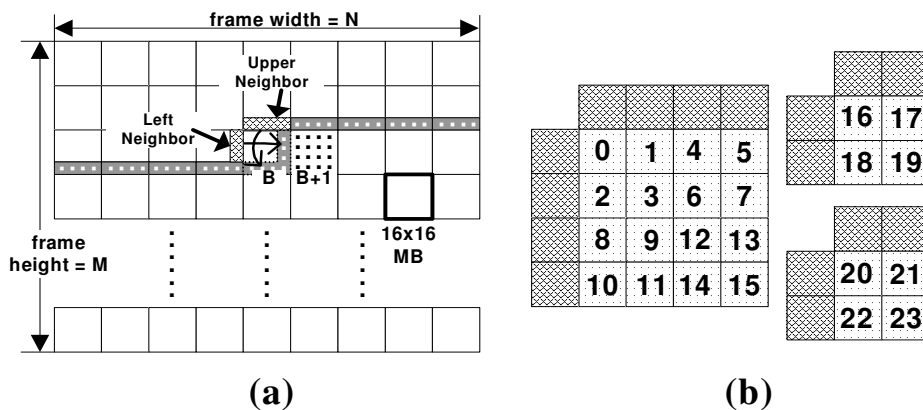 frame width = N
Upper
Neighbor
Left
Neighbor
B B+1
16x16
MB
frame
height = M
(a)
0 1 4 5
2 3 6 7
8 9 12 13
10 11 14 15
16 17
18 19
20 21
22 23
(b)